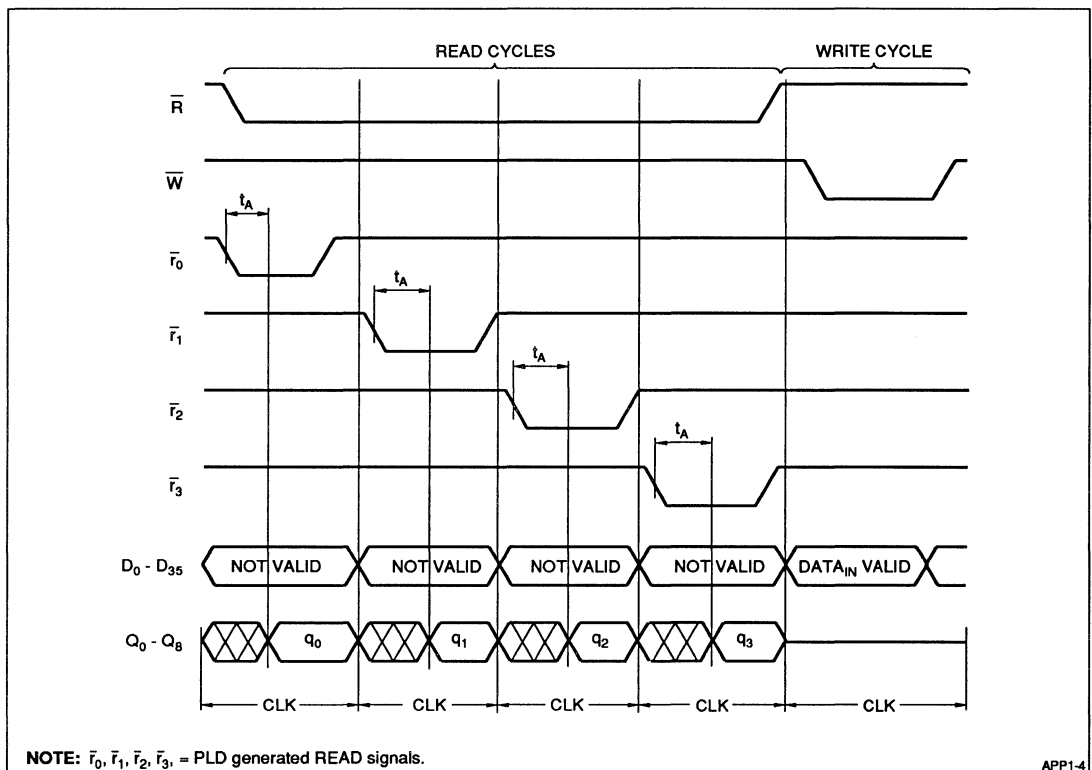 READ CYCLES WRITE CYCLE
R̅
W̅
tA
r̅0
tA
r̅1
tA
r̅2
tA
r̅3
D0 - D35 NOT VALID NOT VALID NOT VALID NOT VALID DATAIN VALID
Q0 - Q8 q0 q1 q2 q3
CLK CLK CLK CLK CLK
NOTE: r̅0, r̅1, r̅2, r̅3, = PLD generated READ signals.
APP1-4